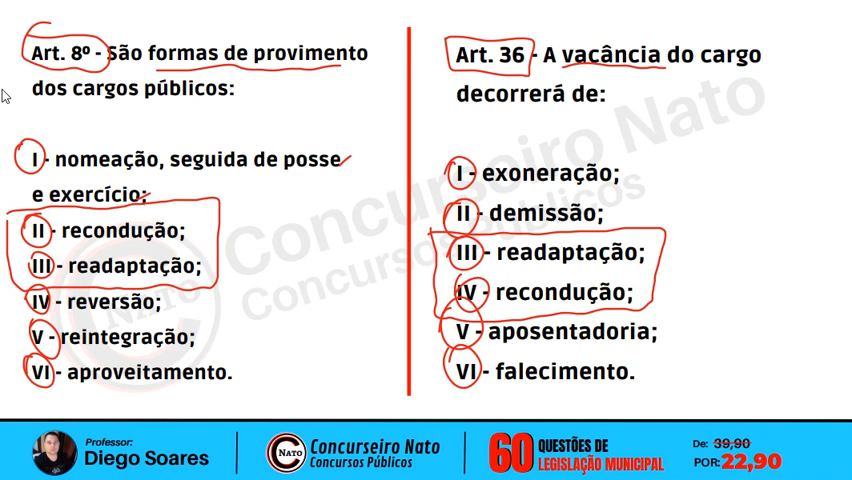 Art. 8º - São formas de provimento
dos cargos públicos:
I - nomeação, seguida de posse
e exercício;
II - recondução;
III - readaptação;
IV - reversão;
V - reintegração;
VI - aproveitamento.
Art. 36 - A vacância do cargo
decorrerá de:
I - exoneração;
II - demissão;
III - readaptação;
IV - recondução;
V - aposentadoria;
VI - falecimento.
Concurseiro Nato
Concursos Públicos
NATO
Professor:
Diego Soares
NATO
Concurseiro Nato
Concursos Públicos
60 QUESTÕES DE
LEGISLAÇÃO MUNICIPAL
De: 39,90
POR: 22,90